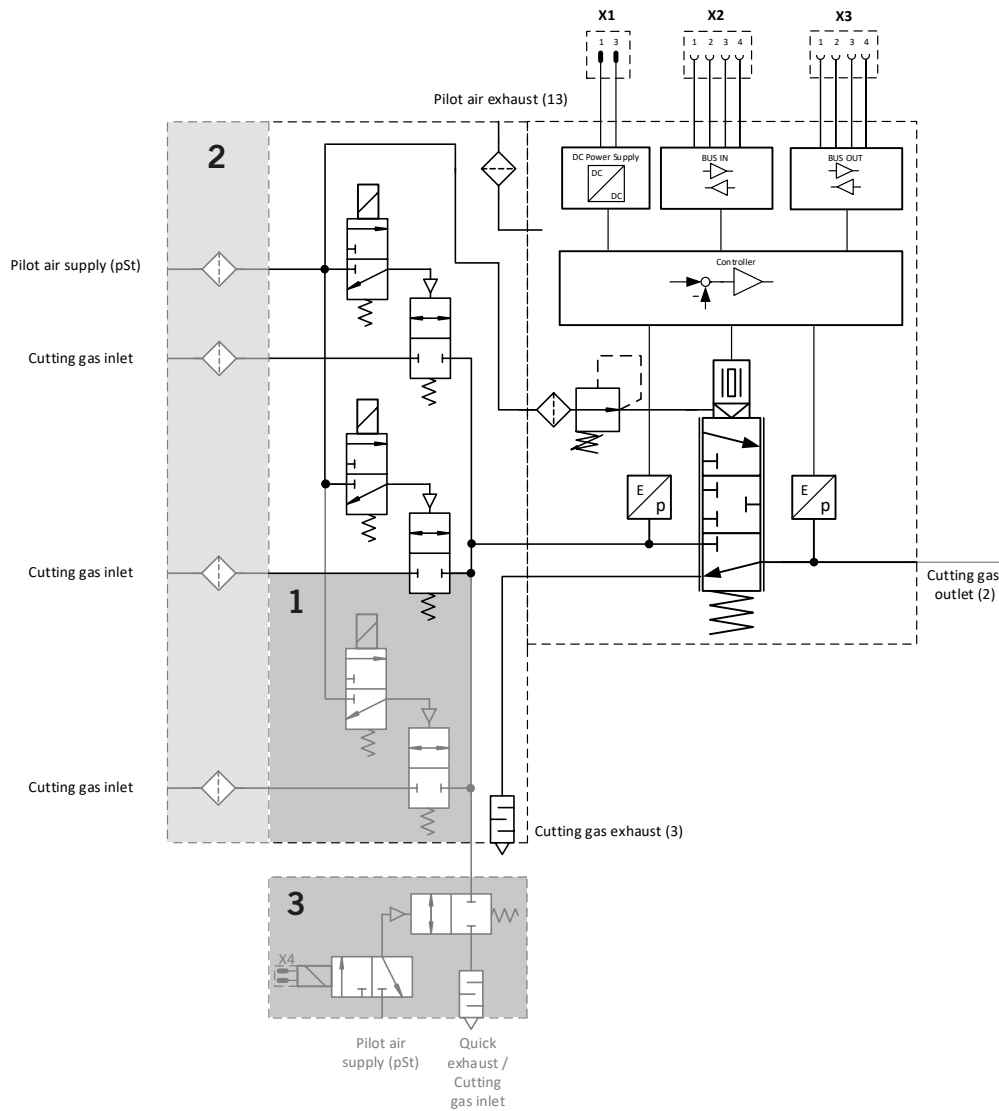 X1
X2
X3
1 3
1 2 3 4
1 2 3 4
Pilot air exhaust (13)
2
DC Power Supply
DC
DC
BUS IN
BUS OUT
Pilot air supply (pSt)
Controller
Cutting gas inlet
E
p
E
p
Cutting gas inlet
Cutting gas
outlet (2)
1
Cutting gas inlet
Cutting gas exhaust (3)
3
X4
Pilot air
supply (pSt)
Quick
exhaust /
Cutting
gas inlet